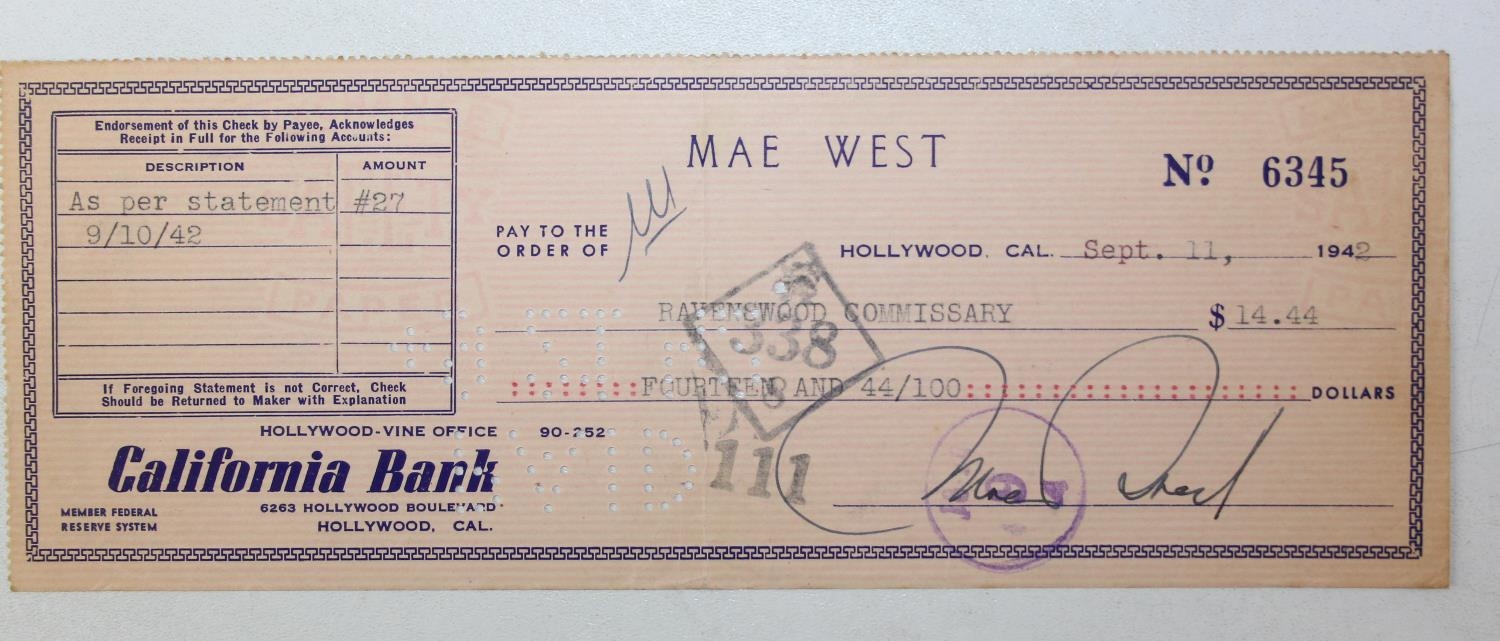 Endorsement of this Check by Payee, Acknowledges
Receipt in Full for the Following Accounts:
DESCRIPTION AMOUNT
As per statement #27
9/10/42
If Foregoing Statement is not Correct, Check
Should be Returned to Maker with Explanation
MAE WEST
Nº 6345
PAY TO THE
ORDER OF
HOLLYWOOD, CAL. Sept. 11, 1942
RAVENSWOOD COMMISSARY $ 14.44
FOURTEEN AND 44/100 DOLLARS
338
111
HOLLYWOOD-VINE OFFICE 90-252
California Bank
MEMBER FEDERAL
RESERVE SYSTEM
6263 HOLLYWOOD BOULEVARD
HOLLYWOOD, CAL.
Mae West